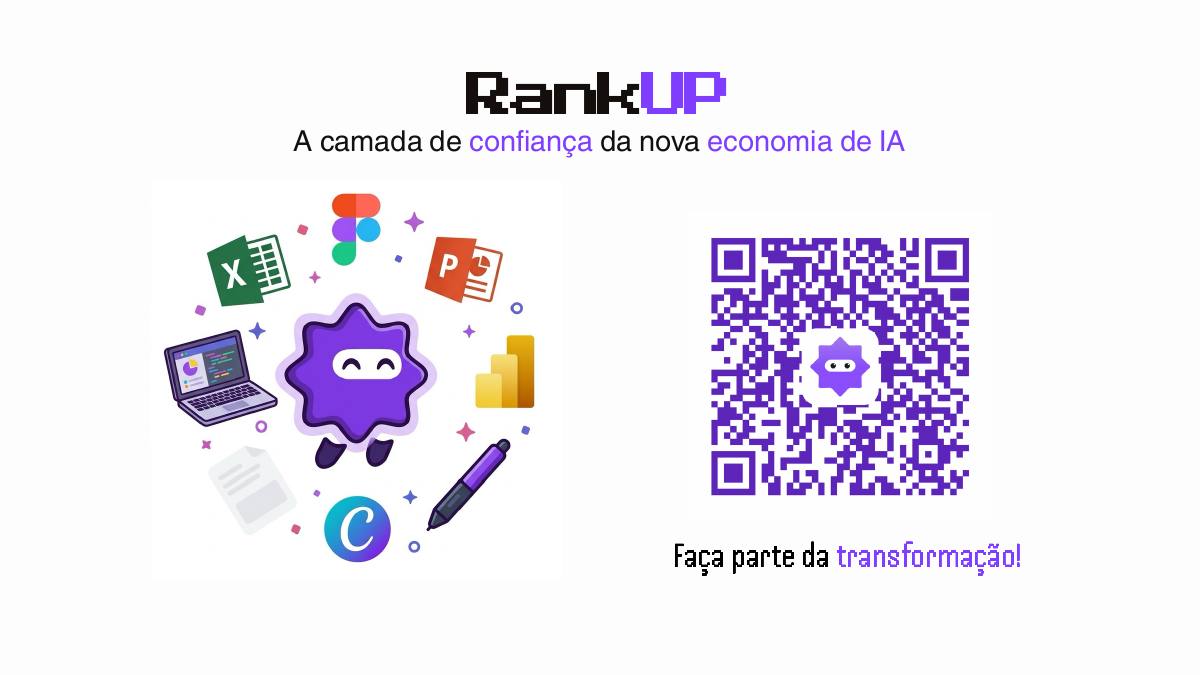 RankUP
A camada de confiança da nova economia de IA
X
P
C
Faça parte da transformação!